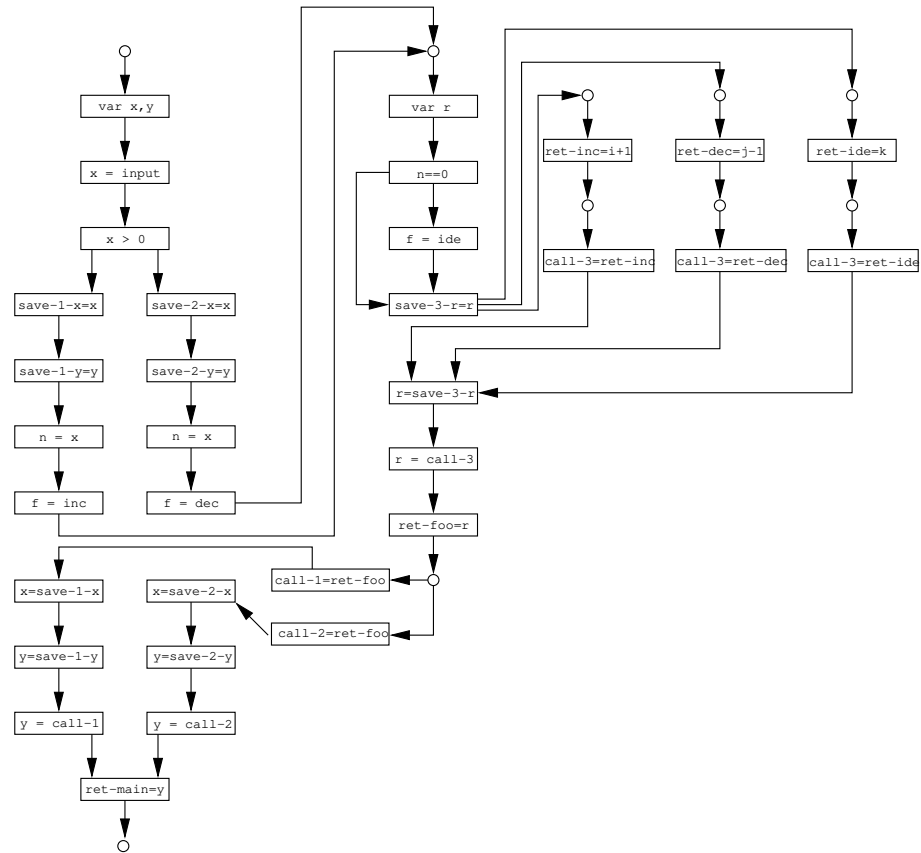 var x,y
x = input
x > 0
save-1-x=x
save-2-x=x
save-1-y=y
save-2-y=y
n = x
n = x
f = inc
f = dec
var r
n==0
f = ide
save-3-r=r
ret-inc=i+1
call-3=ret-inc
ret-dec=j-1
call-3=ret-dec
ret-ide=k
call-3=ret-ide
r=save-3-r
r = call-3
ret-foo=r
call-1=ret-foo
call-2=ret-foo
x=save-1-x
x=save-2-x
y=save-1-y
y=save-2-y
y = call-1
y = call-2
ret-main=y